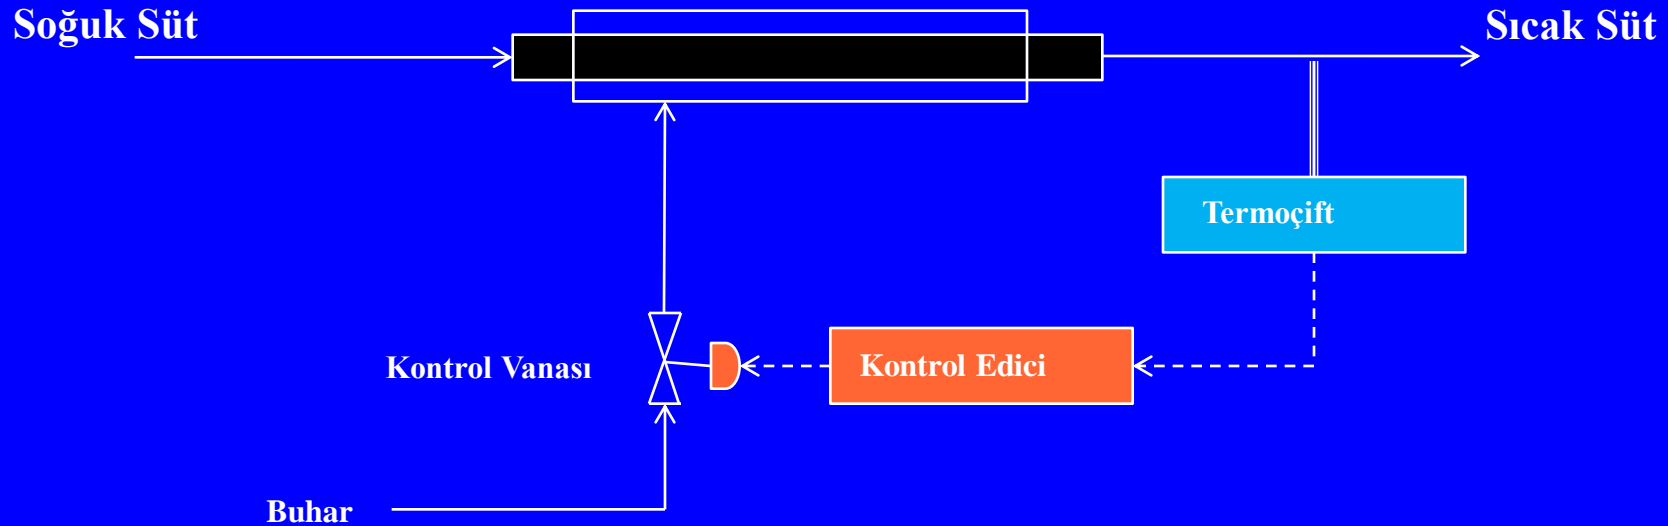 Soğuk Süt
Sıcak Süt
Termoçift
Kontrol Vanası
Kontrol Edici
Buhar